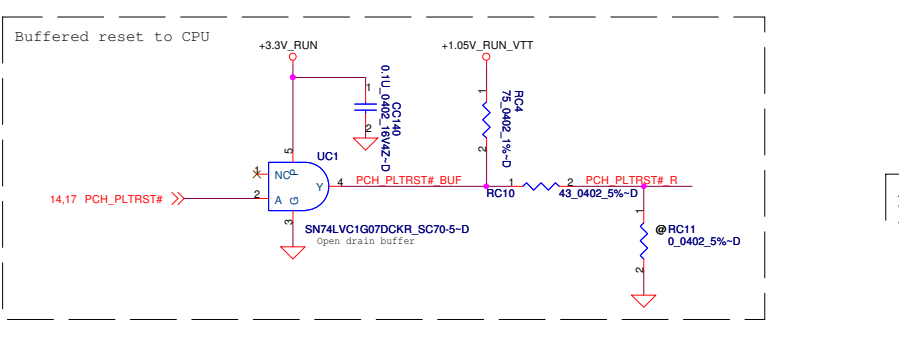 Buffered reset to CPU
+3.3V_RUN
+1.05V_RUN_VTT
1
2
CC140
0.1U_0402_16V4Z~D
1
2
RC4
75_0402_1%~D
5
UC1
1
NC
P
2
A
G
Y
4
3
14,17 PCH_PLTRST#
PCH_PLTRST#_BUF
RC10
1
2
43_0402_5%~D
PCH_PLTRST#_R
SN74LVC1G07DCKR_SC70-5~D
Open drain buffer
1
2
@RC11
0_0402_5%~D